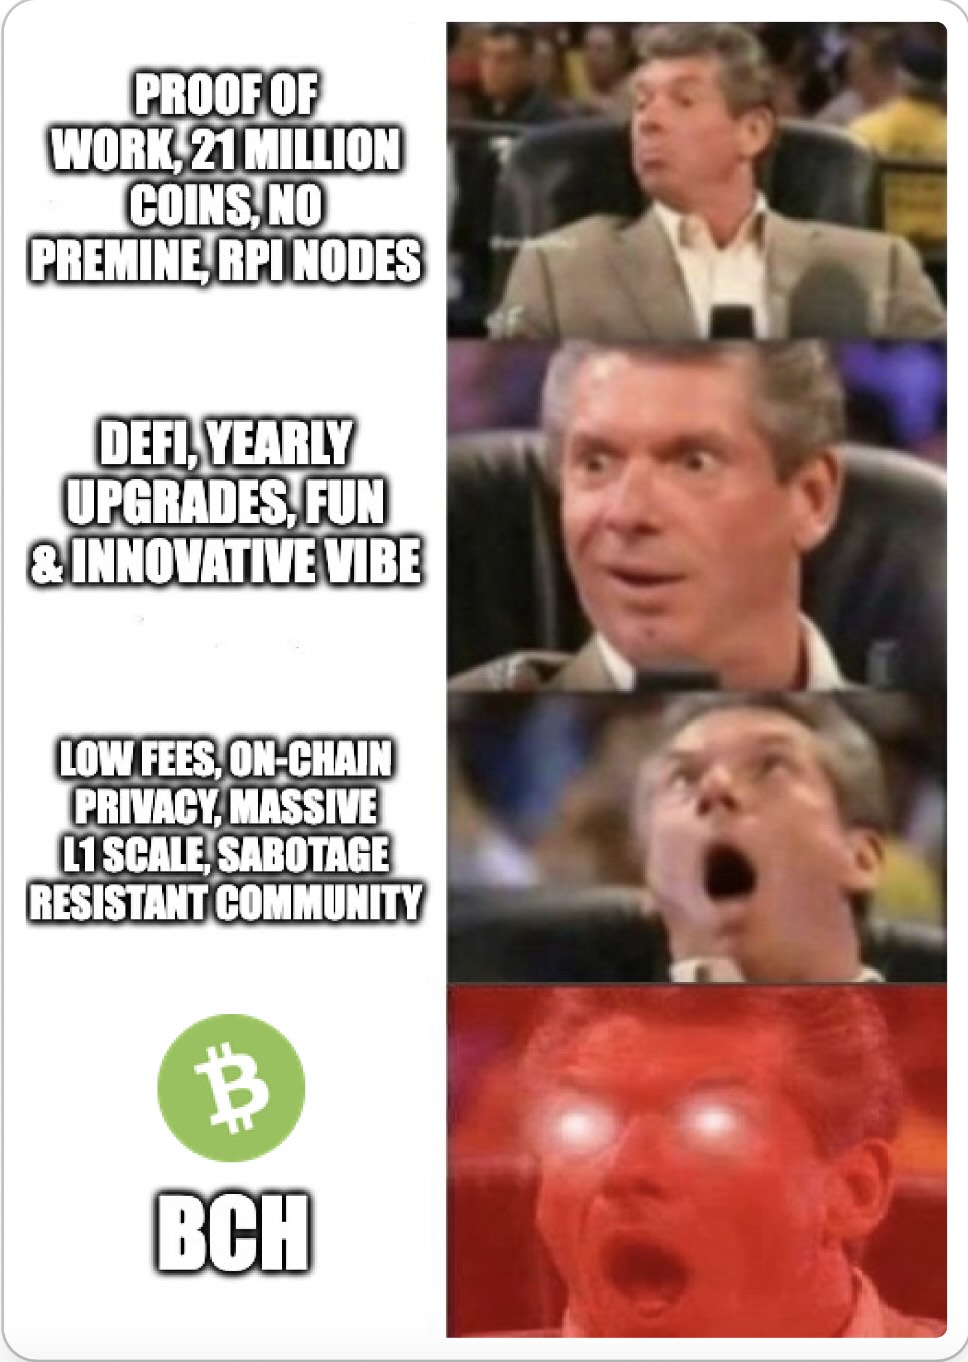 PROOF OF
WORK, 21 MILLION
COINS, NO
PREMINE, RPI NODES
DEFI, YEARLY
UPGRADES, FUN
& INNOVATIVE VIBE
LOW FEES, ON-CHAIN
PRIVACY, MASSIVE
L1 SCALE, SABOTAGE
RESISTANT COMMUNITY
BCH